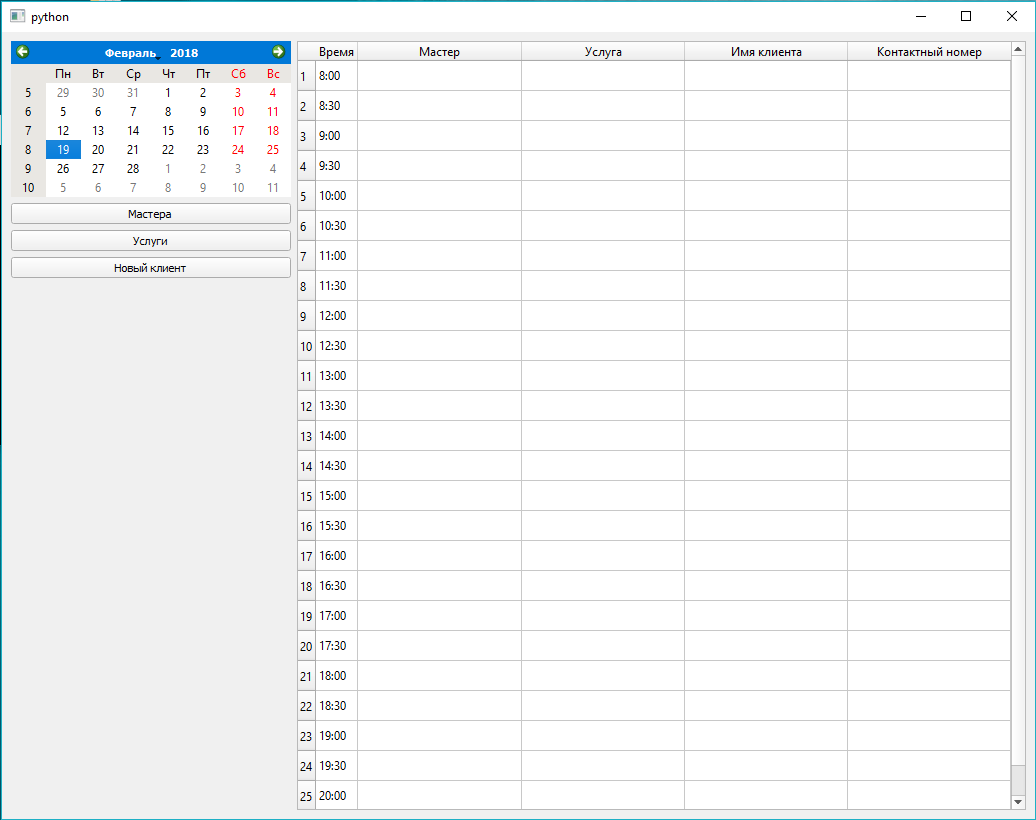 python
Февраль 2018
Пн Вт Ср Чт Пт Сб Вс
5 29 30 31 1 2 3 4
6 5 6 7 8 9 10 11
7 12 13 14 15 16 17 18
8 19 20 21 22 23 24 25
9 26 27 28 1 2 3 4
10 5 6 7 8 9 10 11
Мастера
Услуги
Новый клиент
Время Мастер Услуга Имя клиента Контактный номер
1 8:00
2 8:30
3 9:00
4 9:30
5 10:00
6 10:30
7 11:00
8 11:30
9 12:00
10 12:30
11 13:00
12 13:30
13 14:00
14 14:30
15 15:00
16 15:30
17 16:00
18 16:30
19 17:00
20 17:30
21 18:00
22 18:30
23 19:00
24 19:30
25 20:00